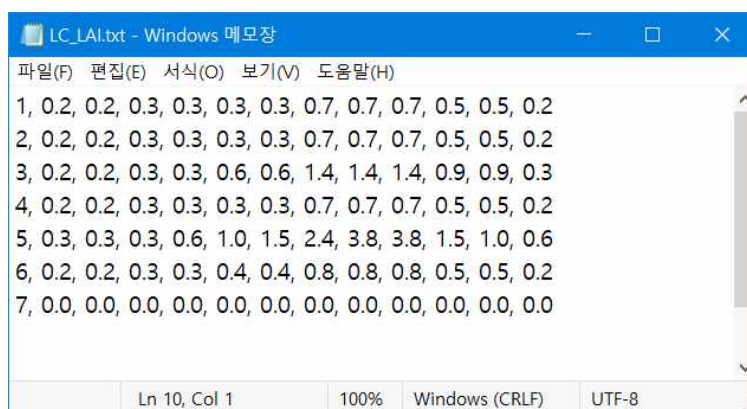 LC_LAI.txt - Windows 메모장
파일(F) 편집(E) 서식(O) 보기(V) 도움말(H)
1, 0.2, 0.2, 0.3, 0.3, 0.3, 0.3, 0.7, 0.7, 0.7, 0.5, 0.5, 0.2
2, 0.2, 0.2, 0.3, 0.3, 0.3, 0.3, 0.7, 0.7, 0.7, 0.5, 0.5, 0.2
3, 0.2, 0.2, 0.3, 0.3, 0.6, 0.6, 1.4, 1.4, 1.4, 0.9, 0.9, 0.3
4, 0.2, 0.2, 0.3, 0.3, 0.3, 0.3, 0.7, 0.7, 0.7, 0.5, 0.5, 0.2
5, 0.3, 0.3, 0.3, 0.6, 1.0, 1.5, 2.4, 3.8, 3.8, 1.5, 1.0, 0.6
6, 0.2, 0.2, 0.3, 0.3, 0.4, 0.4, 0.8, 0.8, 0.8, 0.5, 0.5, 0.2
7, 0.0, 0.0, 0.0, 0.0, 0.0, 0.0, 0.0, 0.0, 0.0, 0.0, 0.0, 0.0
Ln 10, Col 1 100% Windows (CRLF) UTF-8